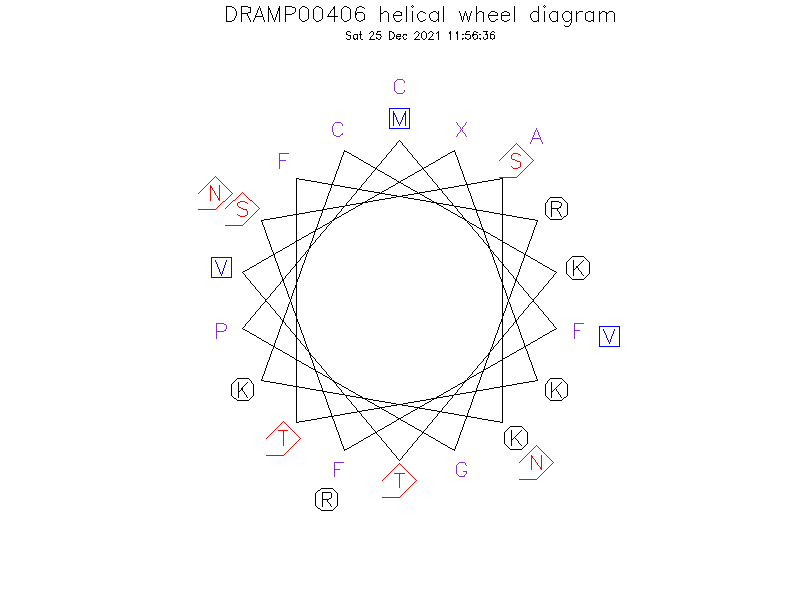 DRAMP00406 helical wheel diagram
Sat 25 Dec 2021 11:56:36
C
M
C
X
A
F
S
N
S
R
V
K
P
F
V
K
K
T
K
N
F
T
G
R